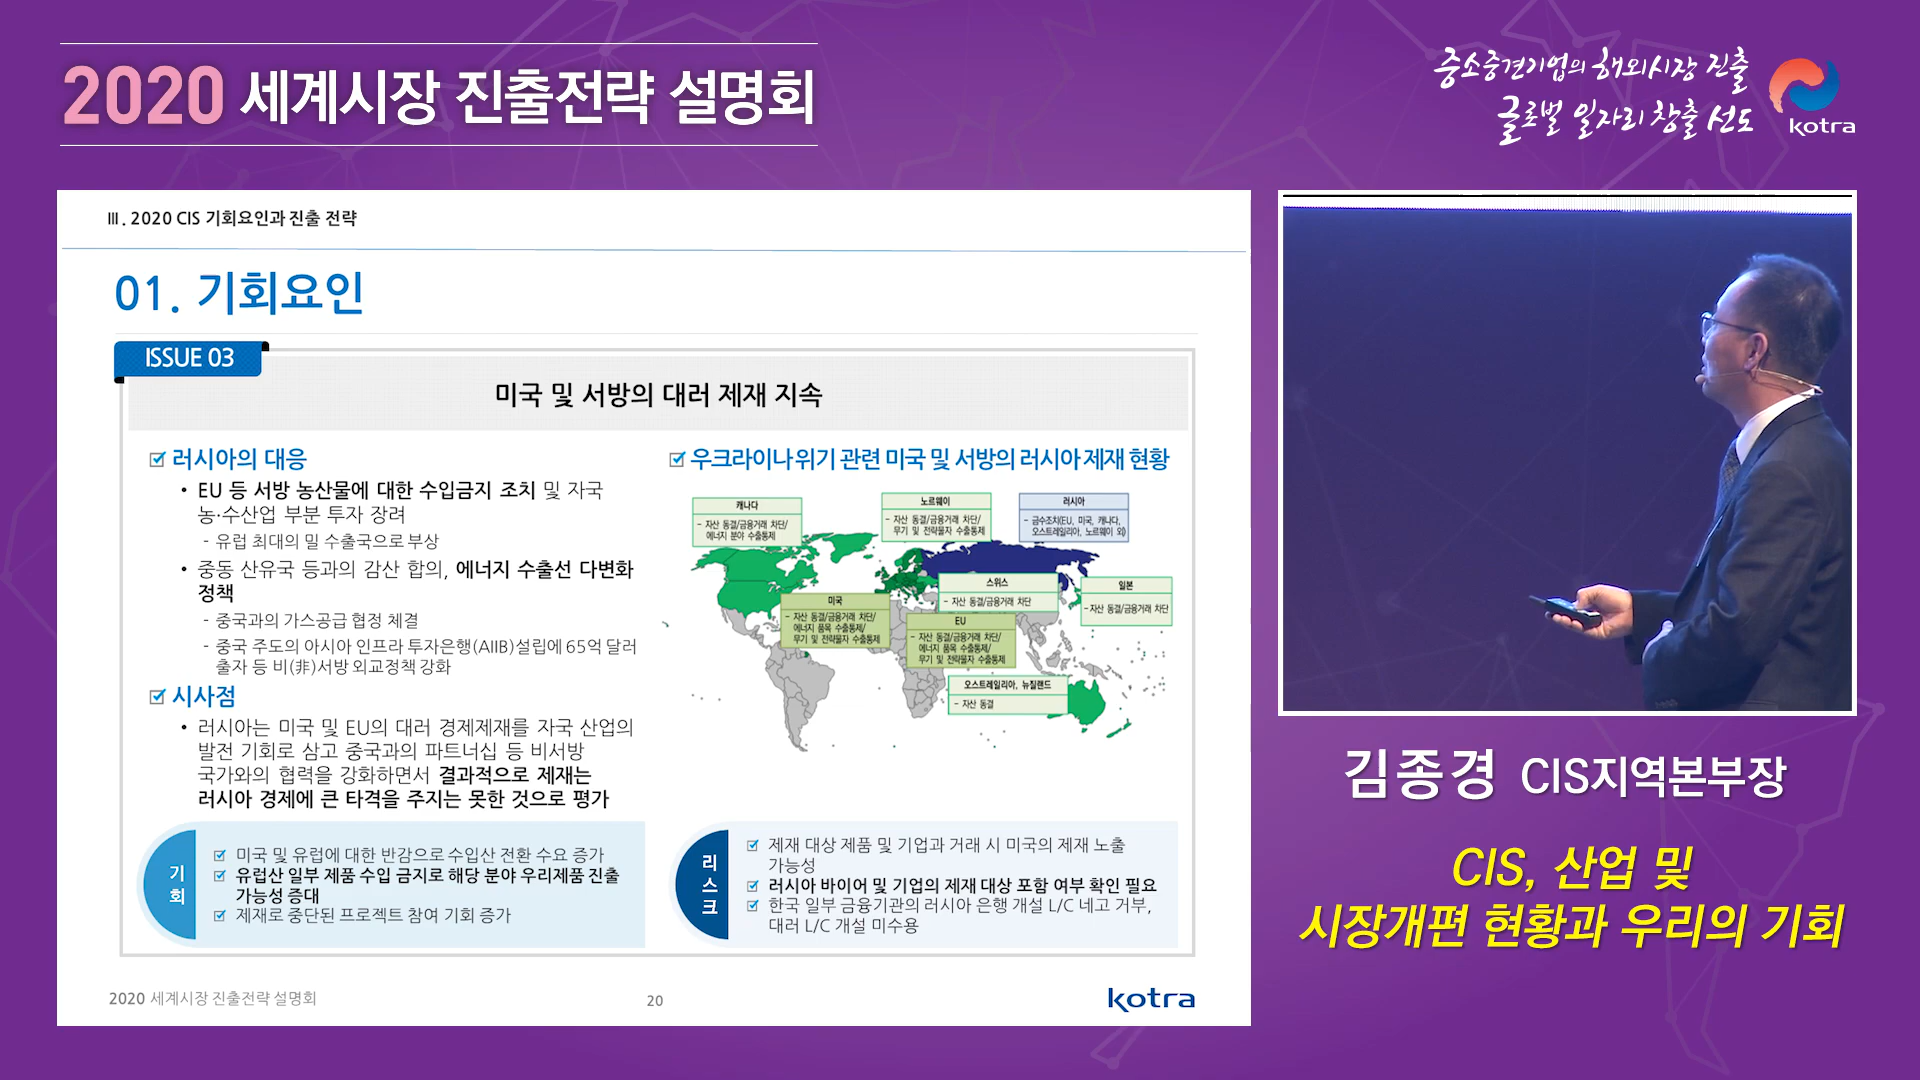 2020 세계시장 진출전략 설명회
중소중견기업의 해외시장 진출
글로벌 일자리 창출 선도
kotra
Ⅲ. 2020 CIS 기회요인과 진출 전략
01. 기회요인
ISSUE 03
미국 및 서방의 대러 제재 지속
러시아의 대응
• EU 등 서방 농산물에 대한 수입금지 조치 및 자국
농·수산업 부분 투자 장려
- 유럽 최대의 밀 수출국으로 부상
• 중동 산유국 등과의 감산 합의, 에너지 수출선 다변화
정책
- 중국과의 가스공급 협정 체결
- 중국 주도의 아시아 인프라 투자은행(AIIB)설립에 65억 달러
출자 등 비(非)서방 외교정책 강화
시사점
• 러시아는 미국 및 EU의 대러 경제제재를 자국 산업의
발전 기회로 삼고 중국과의 파트너십 등 비서방
국가와의 협력을 강화하면서 결과적으로 제재는
러시아 경제에 큰 타격을 주지는 못한 것으로 평가
우크라이나 위기 관련 미국 및 서방의 러시아 제재 현황
캐나다
- 자산 동결/금융거래 차단/
에너지 분야 수출통제
노르웨이
- 자산 동결/금융거래 차단/
무기 및 전략물자 수출통제
러시아
- 금수조치(EU, 미국, 캐나다,
오스트레일리아, 노르웨이 외)
스위스
- 자산 동결/금융거래 차단
일본
- 자산 동결/금융거래 차단
미국
- 자산 동결/금융거래 차단/
에너지 품목 수출통제/
무기 및 전략물자 수출통제
EU
- 자산 동결/금융거래 차단/
에너지 품목 수출통제/
무기 및 전략물자 수출통제
오스트레일리아, 뉴질랜드
- 자산 동결
기회
미국 및 유럽에 대한 반감으로 수입산 전환 수요 증가
유럽산 일부 제품 수입 금지로 해당 분야 우리제품 진출
가능성 증대
제재로 중단된 프로젝트 참여 기회 증가
리스크
제재 대상 제품 및 기업과 거래 시 미국의 제재 노출
가능성
러시아 바이어 및 기업의 제재 대상 포함 여부 확인 필요
한국 일부 금융기관의 러시아 은행 개설 L/C 네고 거부,
대러 L/C 개설 미수용
2020 세계시장 진출전략 설명회
20
kotra
김종경 CIS지역본부장
CIS, 산업 및
시장개편 현황과 우리의 기회